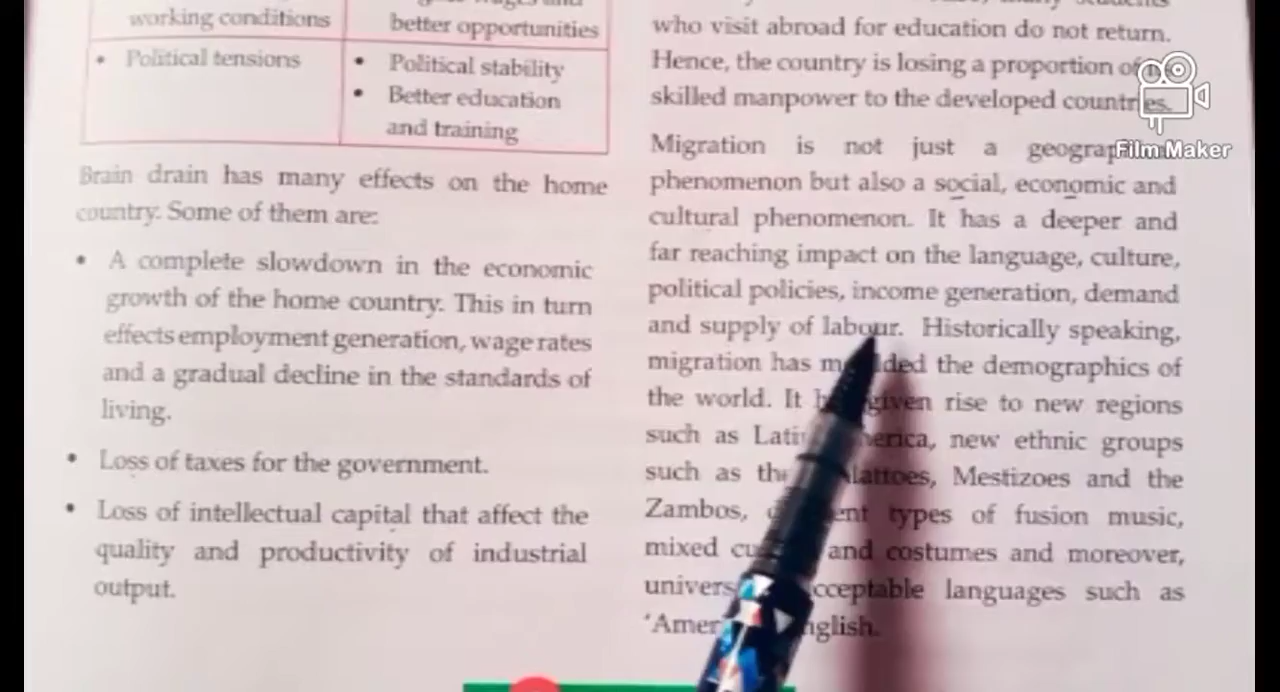 working conditions
better opportunities
• Political tensions
• Political stability
• Better education
and training
Brain drain has many effects on the home
country. Some of them are:
• A complete slowdown in the economic
growth of the home country. This in turn
effects employment generation, wage rates
and a gradual decline in the standards of
living.
• Loss of taxes for the government.
• Loss of intellectual capital that affect the
quality and productivity of industrial
output.
who visit abroad for education do not return.
Hence, the country is losing a proportion of
skilled manpower to the developed countries.
Migration is not just a
phenomenon but also a social, economic and
cultural phenomenon. It has a deeper and
far reaching impact on the language, culture,
political policies, income generation, demand
and supply of labour. Historically speaking,
migration has the demographics of
the world. It given rise to new regions
such as new ethnic groups
such as Mestizoes and the
Zambos, types of fusion music,
mixed and costumes and moreover,
languages such as
Film Maker